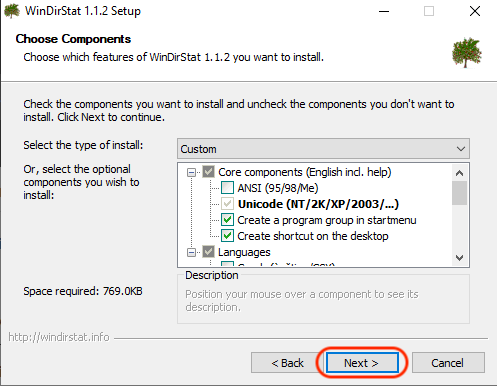 WinDirStat 1.1.2 Setup
Choose Components
Choose which features of WinDirStat 1.1.2 you want to install.
Check the components you want to install and uncheck the components you don't want to
install. Click Next to continue.
Select the type of install:
Custom
Or, select the optional
components you wish to
install:
Core components (English incl. help)
ANSI (95/98/Me)
Unicode (NT/2K/XP/2003/...)
Create a program group in startmenu
Create shortcut on the desktop
Languages
Space required: 769.0KB
Description
Position your mouse over a component to see its
description.
http://windirstat.info
< Back
Next >
Cancel